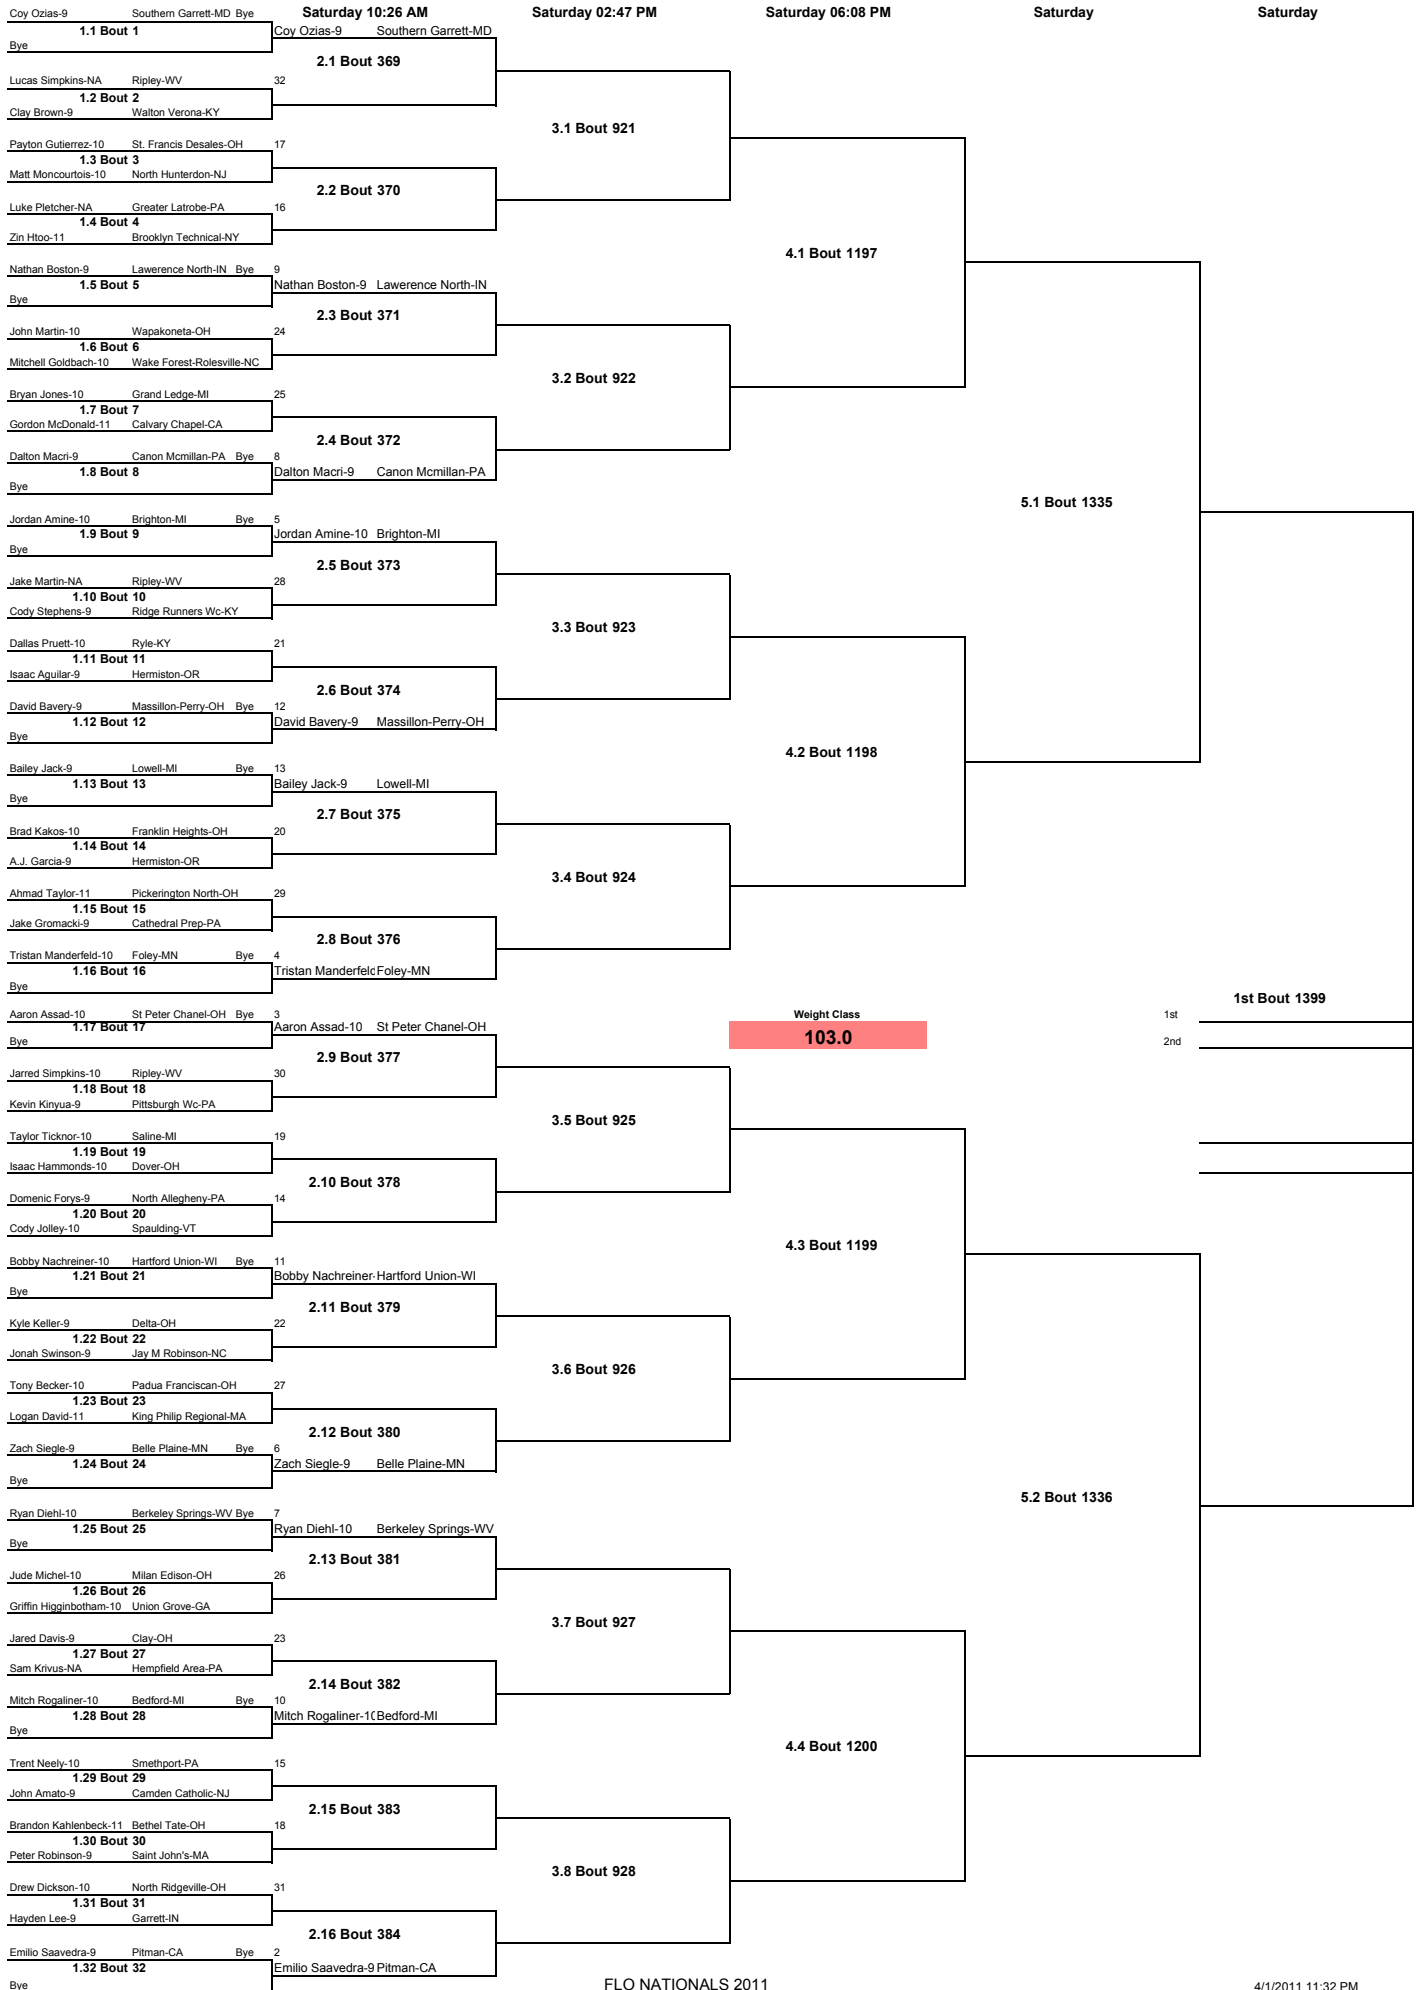 Saturday 10:26 AM Saturday 02:47 PM Saturday 06:08 PM Saturday Saturday
Coy Ozias-9 Southern Garrett-MD Bye
1.1 Bout 1
Coy Ozias-9 Southern Garrett-MD
Bye
2.1 Bout 369
Lucas Simpkins-NA Ripley-WV 32
1.2 Bout 2
Clay Brown-9 Walton Verona-KY
3.1 Bout 921
Payton Gutierrez-10 St. Francis Desales-OH 17
1.3 Bout 3
Matt Moncourtois-10 North Hunterdon-NJ
2.2 Bout 370
Luke Pletcher-NA Greater Latrobe-PA 16
1.4 Bout 4
Zin Htoo-11 Brooklyn Technical-NY
4.1 Bout 1197
Nathan Boston-9 Lawerence North-IN Bye 9
1.5 Bout 5
Nathan Boston-9 Lawerence North-IN
Bye
2.3 Bout 371
John Martin-10 Wapakoneta-OH 24
1.6 Bout 6
Mitchell Goldbach-10 Wake Forest-Rolesville-NC
3.2 Bout 922
Bryan Jones-10 Grand Ledge-MI 25
1.7 Bout 7
Gordon McDonald-11 Calvary Chapel-CA
2.4 Bout 372
Dalton Macri-9 Canon Mcmillan-PA Bye 8
1.8 Bout 8
Dalton Macri-9 Canon Mcmillan-PA
Bye
5.1 Bout 1335
Jordan Amine-10 Brighton-MI Bye 5
1.9 Bout 9
Jordan Amine-10 Brighton-MI
Bye
2.5 Bout 373
Jake Martin-NA Ripley-WV 28
1.10 Bout 10
Cody Stephens-9 Ridge Runners Wc-KY
3.3 Bout 923
Dallas Pruett-10 Ryle-KY 21
1.11 Bout 11
Isaac Aguilar-9 Hermiston-OR
2.6 Bout 374
David Bavery-9 Massillon-Perry-OH Bye 12
1.12 Bout 12
David Bavery-9 Massillon-Perry-OH
Bye
4.2 Bout 1198
Bailey Jack-9 Lowell-MI Bye 13
1.13 Bout 13
Bailey Jack-9 Lowell-MI
Bye
2.7 Bout 375
Brad Kakos-10 Franklin Heights-OH 20
1.14 Bout 14
A.J. Garcia-9 Hermiston-OR
3.4 Bout 924
Ahmad Taylor-11 Pickerington North-OH 29
1.15 Bout 15
Jake Gromacki-9 Cathedral Prep-PA
2.8 Bout 376
Tristan Manderfeld-10 Foley-MN Bye 4
1.16 Bout 16
Tristan Manderfeld Foley-MN
Bye
1st Bout 1399
Aaron Assad-10 St Peter Chanel-OH Bye 3
Weight Class 1st
1.17 Bout 17
Aaron Assad-10 St Peter Chanel-OH
Bye
103.0 2nd
2.9 Bout 377
Jarred Simpkins-10 Ripley-WV 30
1.18 Bout 18
Kevin Kinyua-9 Pittsburgh Wc-PA
3.5 Bout 925
Taylor Ticknor-10 Saline-MI 19
1.19 Bout 19
Isaac Hammonds-10 Dover-OH
2.10 Bout 378
Domenic Forys-9 North Allegheny-PA 14
1.20 Bout 20
Cody Jolley-10 Spaulding-VT
4.3 Bout 1199
Bobby Nachreiner-10 Hartford Union-WI Bye 11
1.21 Bout 21
Bobby Nachreiner- Hartford Union-WI
Bye
2.11 Bout 379
Kyle Keller-9 Delta-OH 22
1.22 Bout 22
Jonah Swinson-9 Jay M Robinson-NC
3.6 Bout 926
Tony Becker-10 Padua Franciscan-OH 27
1.23 Bout 23
Logan David-11 King Philip Regional-MA
2.12 Bout 380
Zach Siegle-9 Belle Plaine-MN Bye 6
1.24 Bout 24
Zach Siegle-9 Belle Plaine-MN
Bye
5.2 Bout 1336
Ryan Diehl-10 Berkeley Springs-WV Bye 7
1.25 Bout 25
Ryan Diehl-10 Berkeley Springs-WV
Bye
2.13 Bout 381
Jude Michel-10 Milan Edison-OH 26
1.26 Bout 26
Griffin Higginbotham-10 Union Grove-GA
3.7 Bout 927
Jared Davis-9 Clay-OH 23
1.27 Bout 27
Sam Krivus-NA Hempfield Area-PA
2.14 Bout 382
Mitch Rogaliner-10 Bedford-MI Bye 10
1.28 Bout 28
Mitch Rogaliner-10 Bedford-MI
Bye
4.4 Bout 1200
Trent Neely-10 Smethport-PA 15
1.29 Bout 29
John Amato-9 Camden Catholic-NJ
2.15 Bout 383
Brandon Kahlenbeck-11 Bethel Tate-OH 18
1.30 Bout 30
Peter Robinson-9 Saint John's-MA
3.8 Bout 928
Drew Dickson-10 North Ridgeville-OH 31
1.31 Bout 31
Hayden Lee-9 Garrett-IN
2.16 Bout 384
Emilio Saavedra-9 Pitman-CA Bye 2
1.32 Bout 32
Emilio Saavedra-9 Pitman-CA
Bye
FLO NATIONALS 2011 4/1/2011 11:32 PM